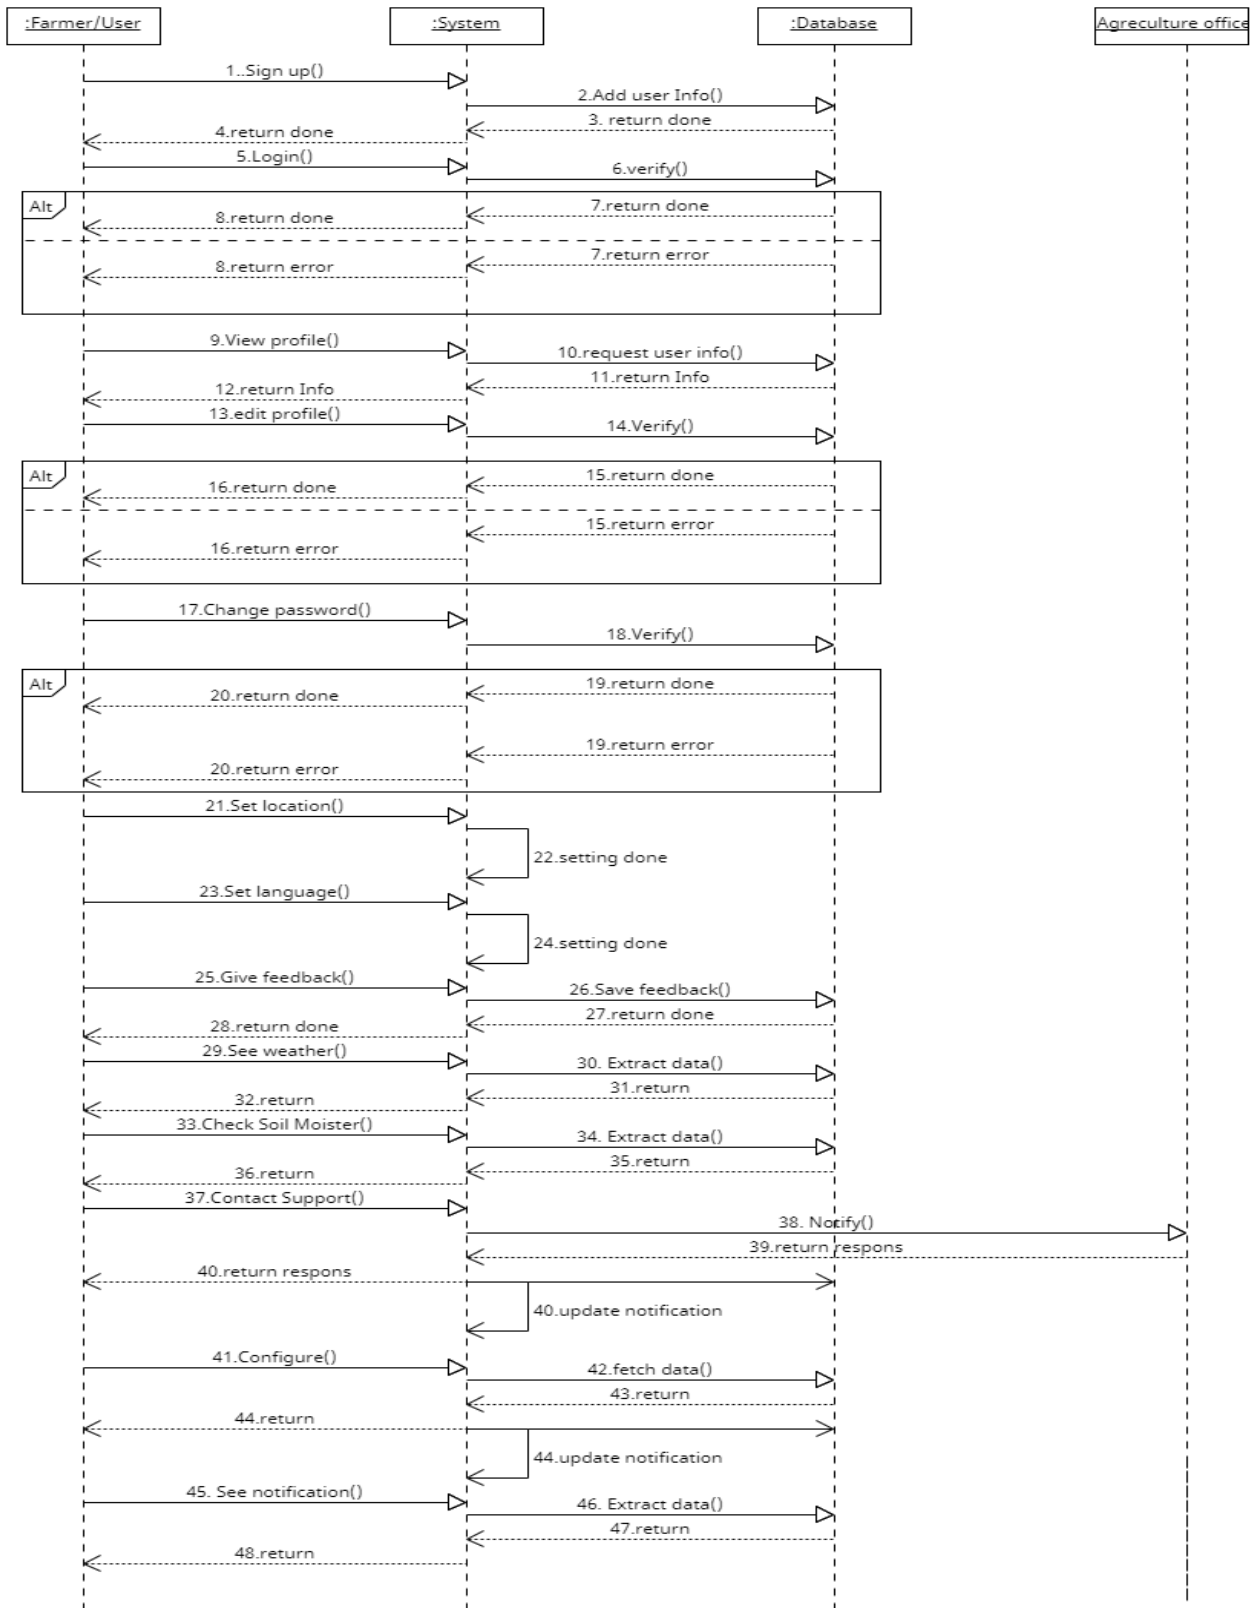 :Farmer/User
:System
:Database
Agreculture office
1..Sign up()
2.Add user Info()
3. return done
4.return done
5.Login()
6.verify()
Alt
7.return done
8.return done
7.return error
8.return error
9.View profile()
10.request user info()
11.return Info
12.return Info
13.edit profile()
14.Verify()
Alt
15.return done
16.return done
15.return error
16.return error
17.Change password()
18.Verify()
Alt
19.return done
20.return done
19.return error
20.return error
21.Set location()
22.setting done
23.Set language()
24.setting done
25.Give feedback()
26.Save feedback()
27.return done
28.return done
29.See weather()
30. Extract data()
31.return
32.return
33.Check Soil Moister()
34. Extract data()
35.return
36.return
37.Contact Support()
38. Notify()
39.return respons
40.return respons
40.update notification
41.Configure()
42.fetch data()
43.return
44.return
44.update notification
45. See notification()
46. Extract data()
47.return
48.return